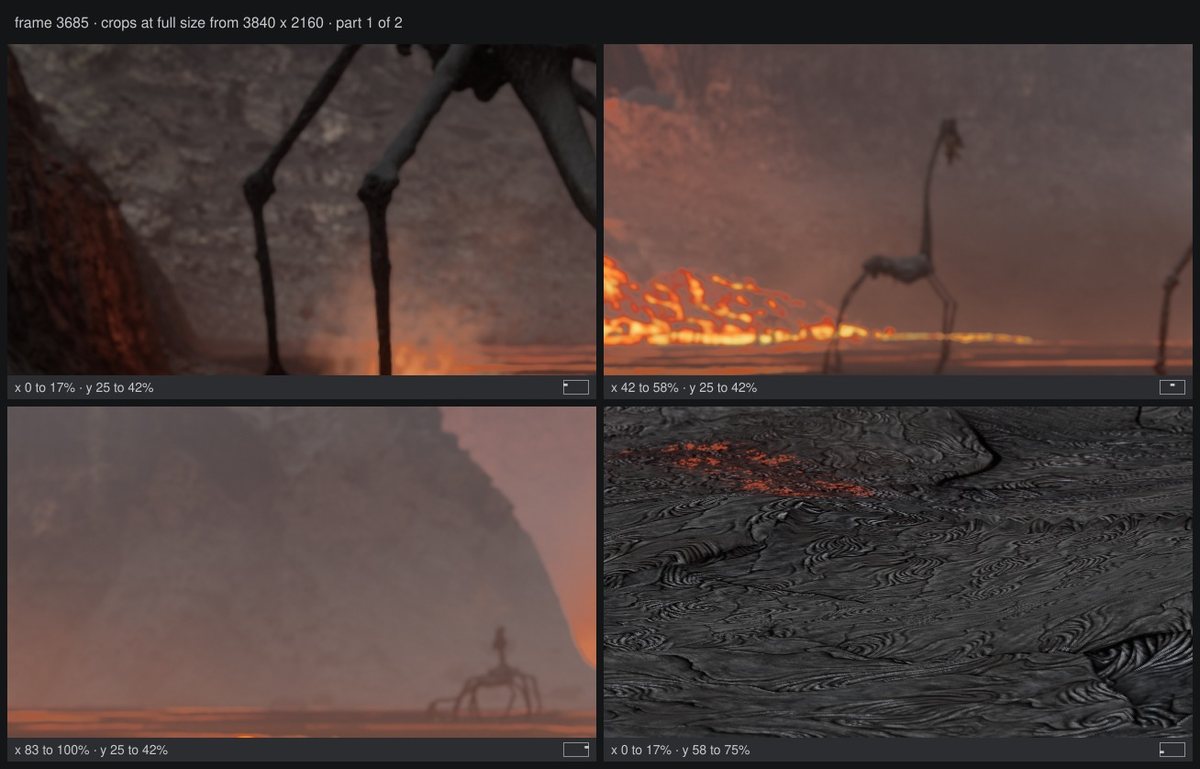 frame 3685 · crops at full size from 3840 x 2160 · part 1 of 2
x 0 to 17% · y 25 to 42%
x 42 to 58% · y 25 to 42%
x 83 to 100% · y 25 to 42%
x 0 to 17% · y 58 to 75%